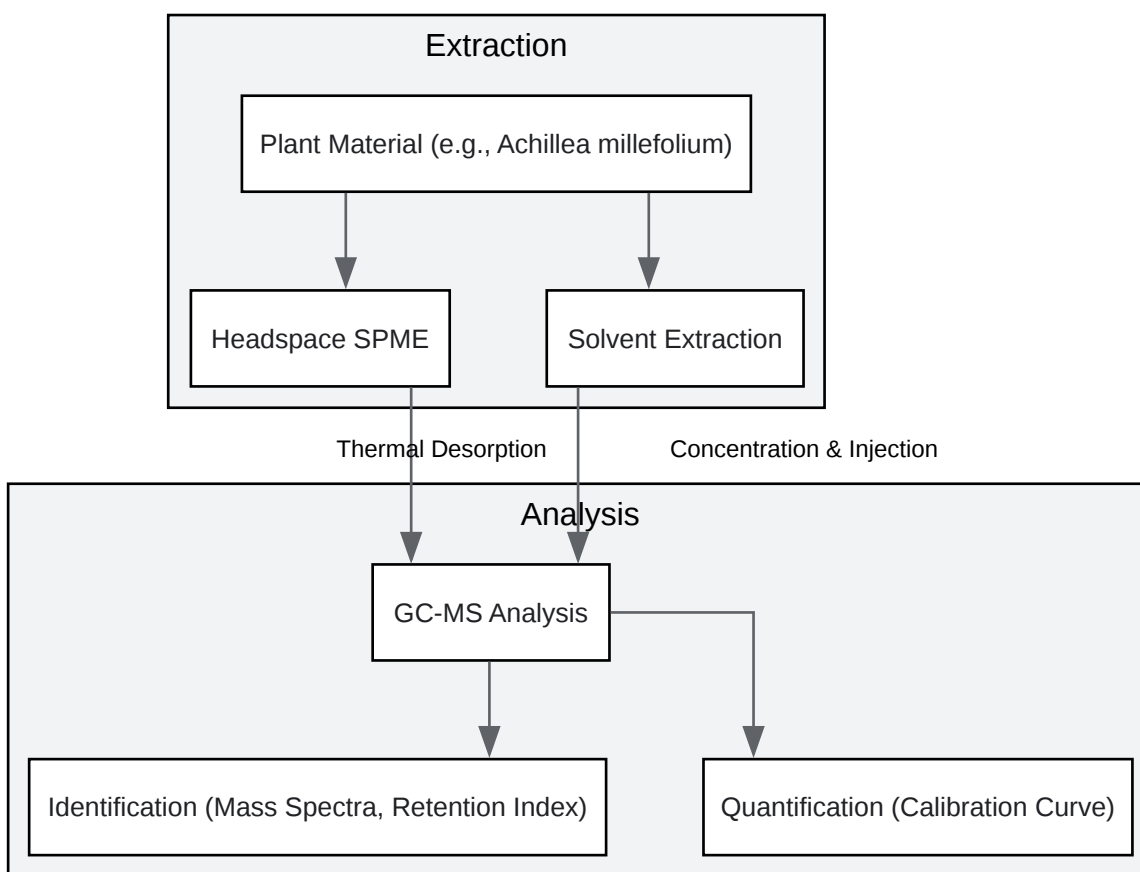 Extraction
Plant Material (e.g., Achillea millefolium)
Headspace SPME
Solvent Extraction
Thermal Desorption
Concentration & Injection
Analysis
GC-MS Analysis
Identification (Mass Spectra, Retention Index)
Quantification (Calibration Curve)